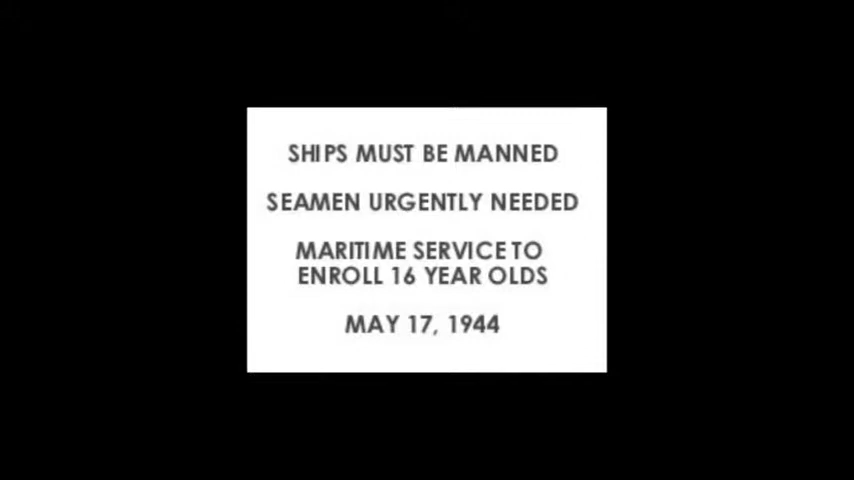 SHIPS MUST BE MANNED
SEAMEN URGENTLY NEEDED
MARITIME SERVICE TO
ENROLL 16 YEAR OLDS
MAY 17, 1944